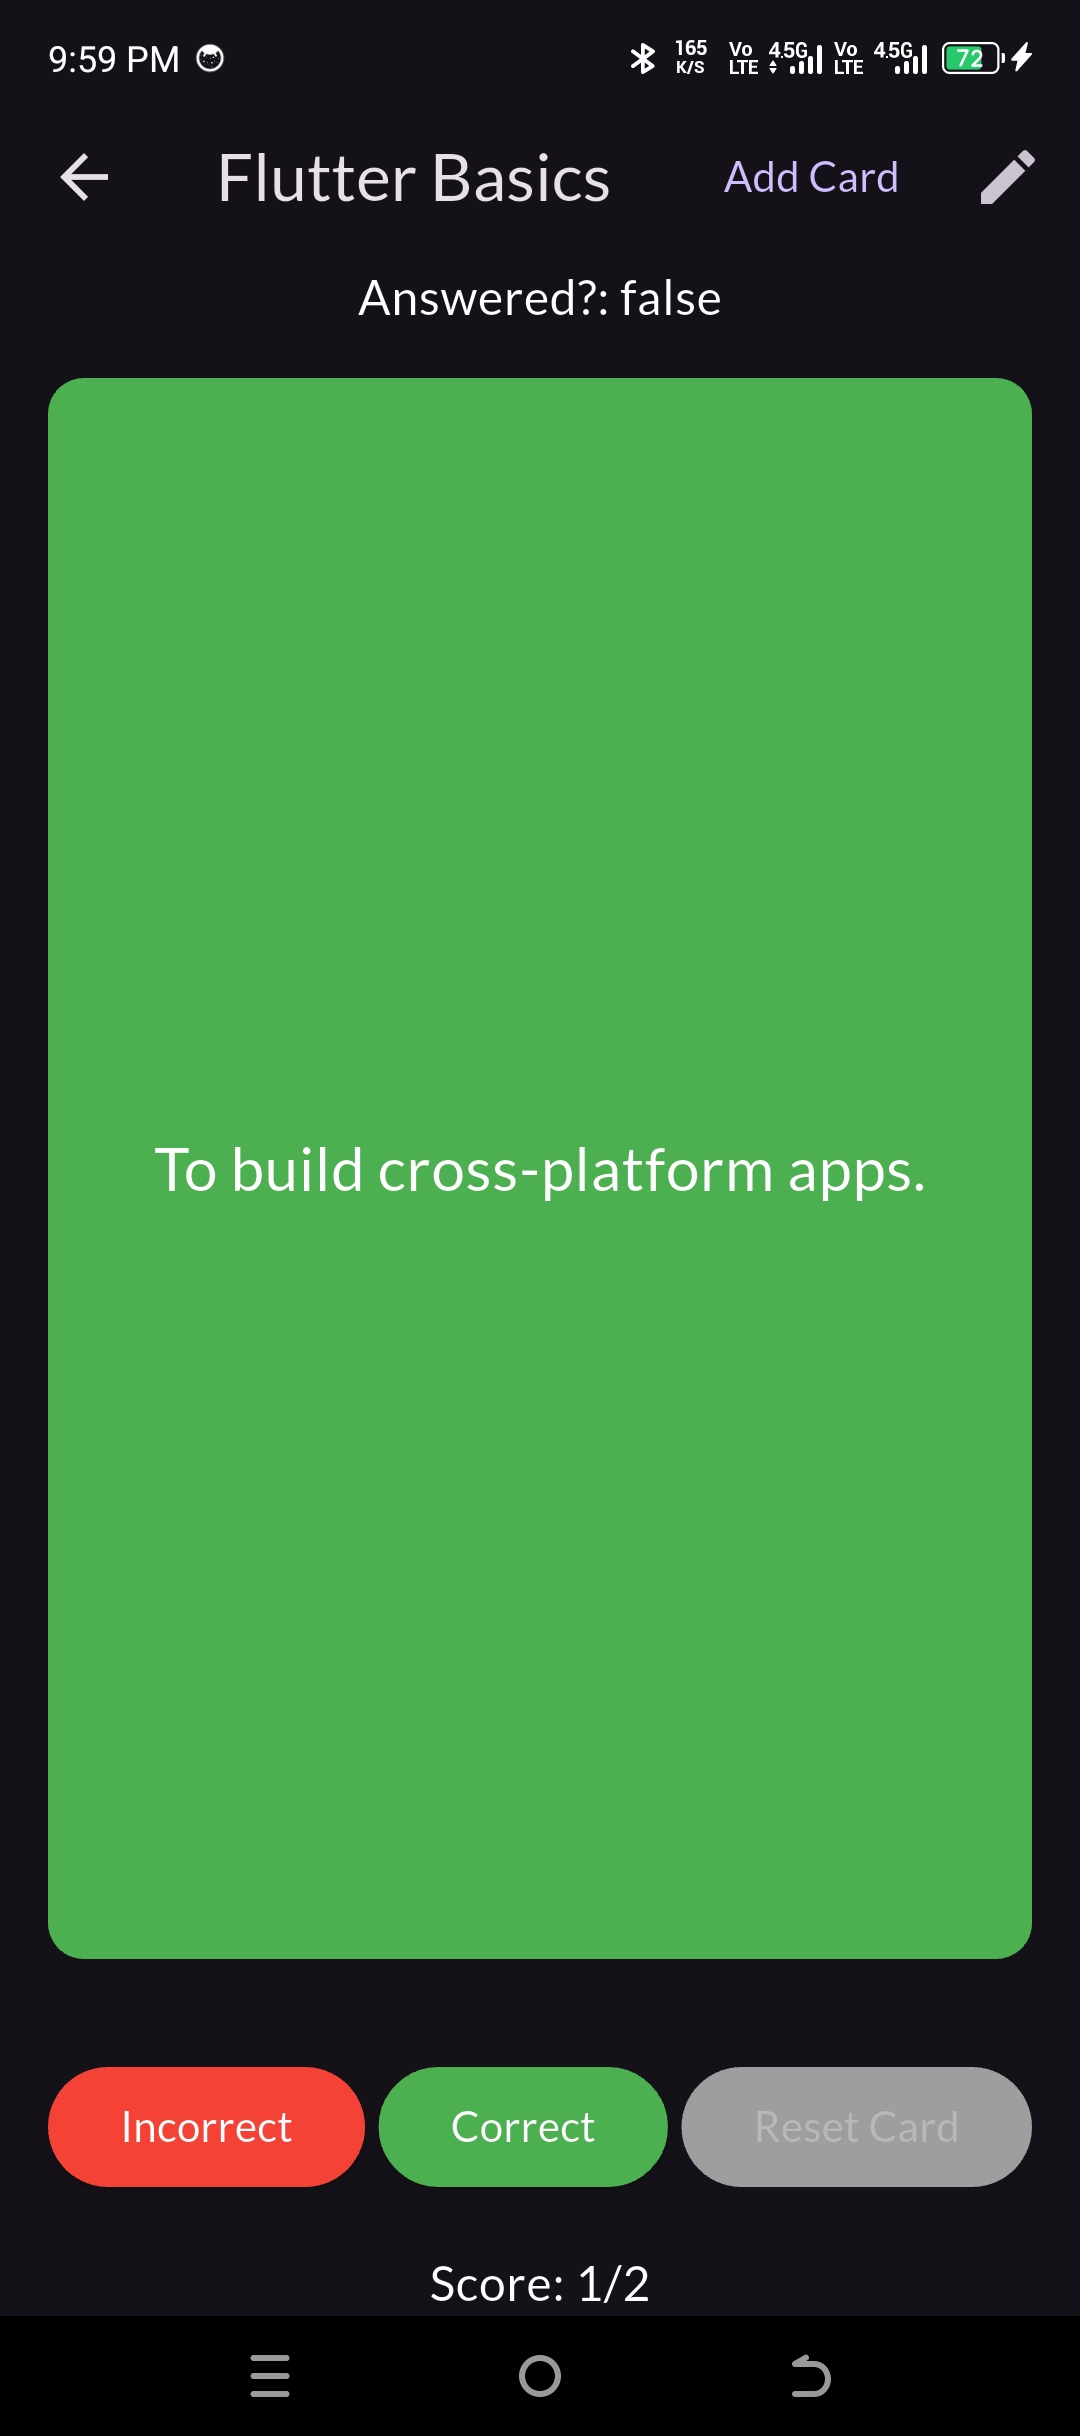 9:59 PM
165 K/S Vo LTE 4.5G Vo LTE 4.5G 72
Flutter Basics Add Card
Answered?: false
To build cross-platform apps.
Incorrect Correct Reset Card
Score: 1/2